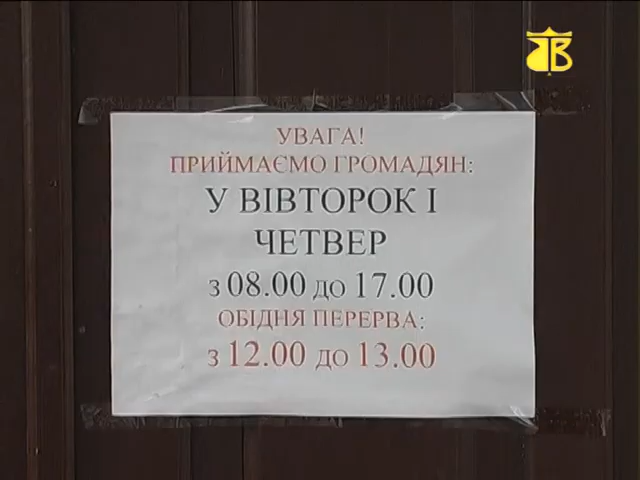 УВАГА!
ПРИЙМАЄМО ГРОМАДЯН:
У ВІВТОРОК І
ЧЕТВЕР
з 08.00 до 17.00
ОБІДНЯ ПЕРЕРВА:
з 12.00 до 13.00